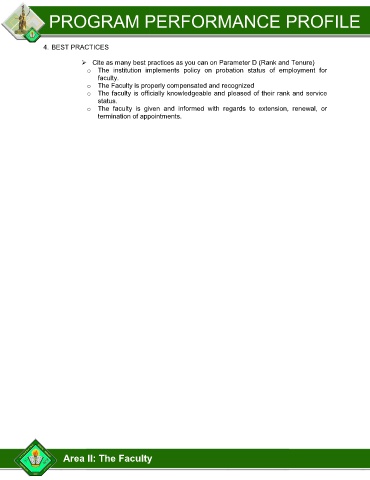 PROGRAM PERFORMANCE PROFILE
4. BEST PRACTICES
➢ Cite as many best practices as you can on Parameter D (Rank and Tenure)
o The institution implements policy on probation status of employment for
faculty.
o The Faculty is properly compensated and recognized
o The faculty is officially knowledgeable and pleased of their rank and service
status.
o The faculty is given and informed with regards to extension, renewal, or
termination of appointments.
Area II: The Faculty